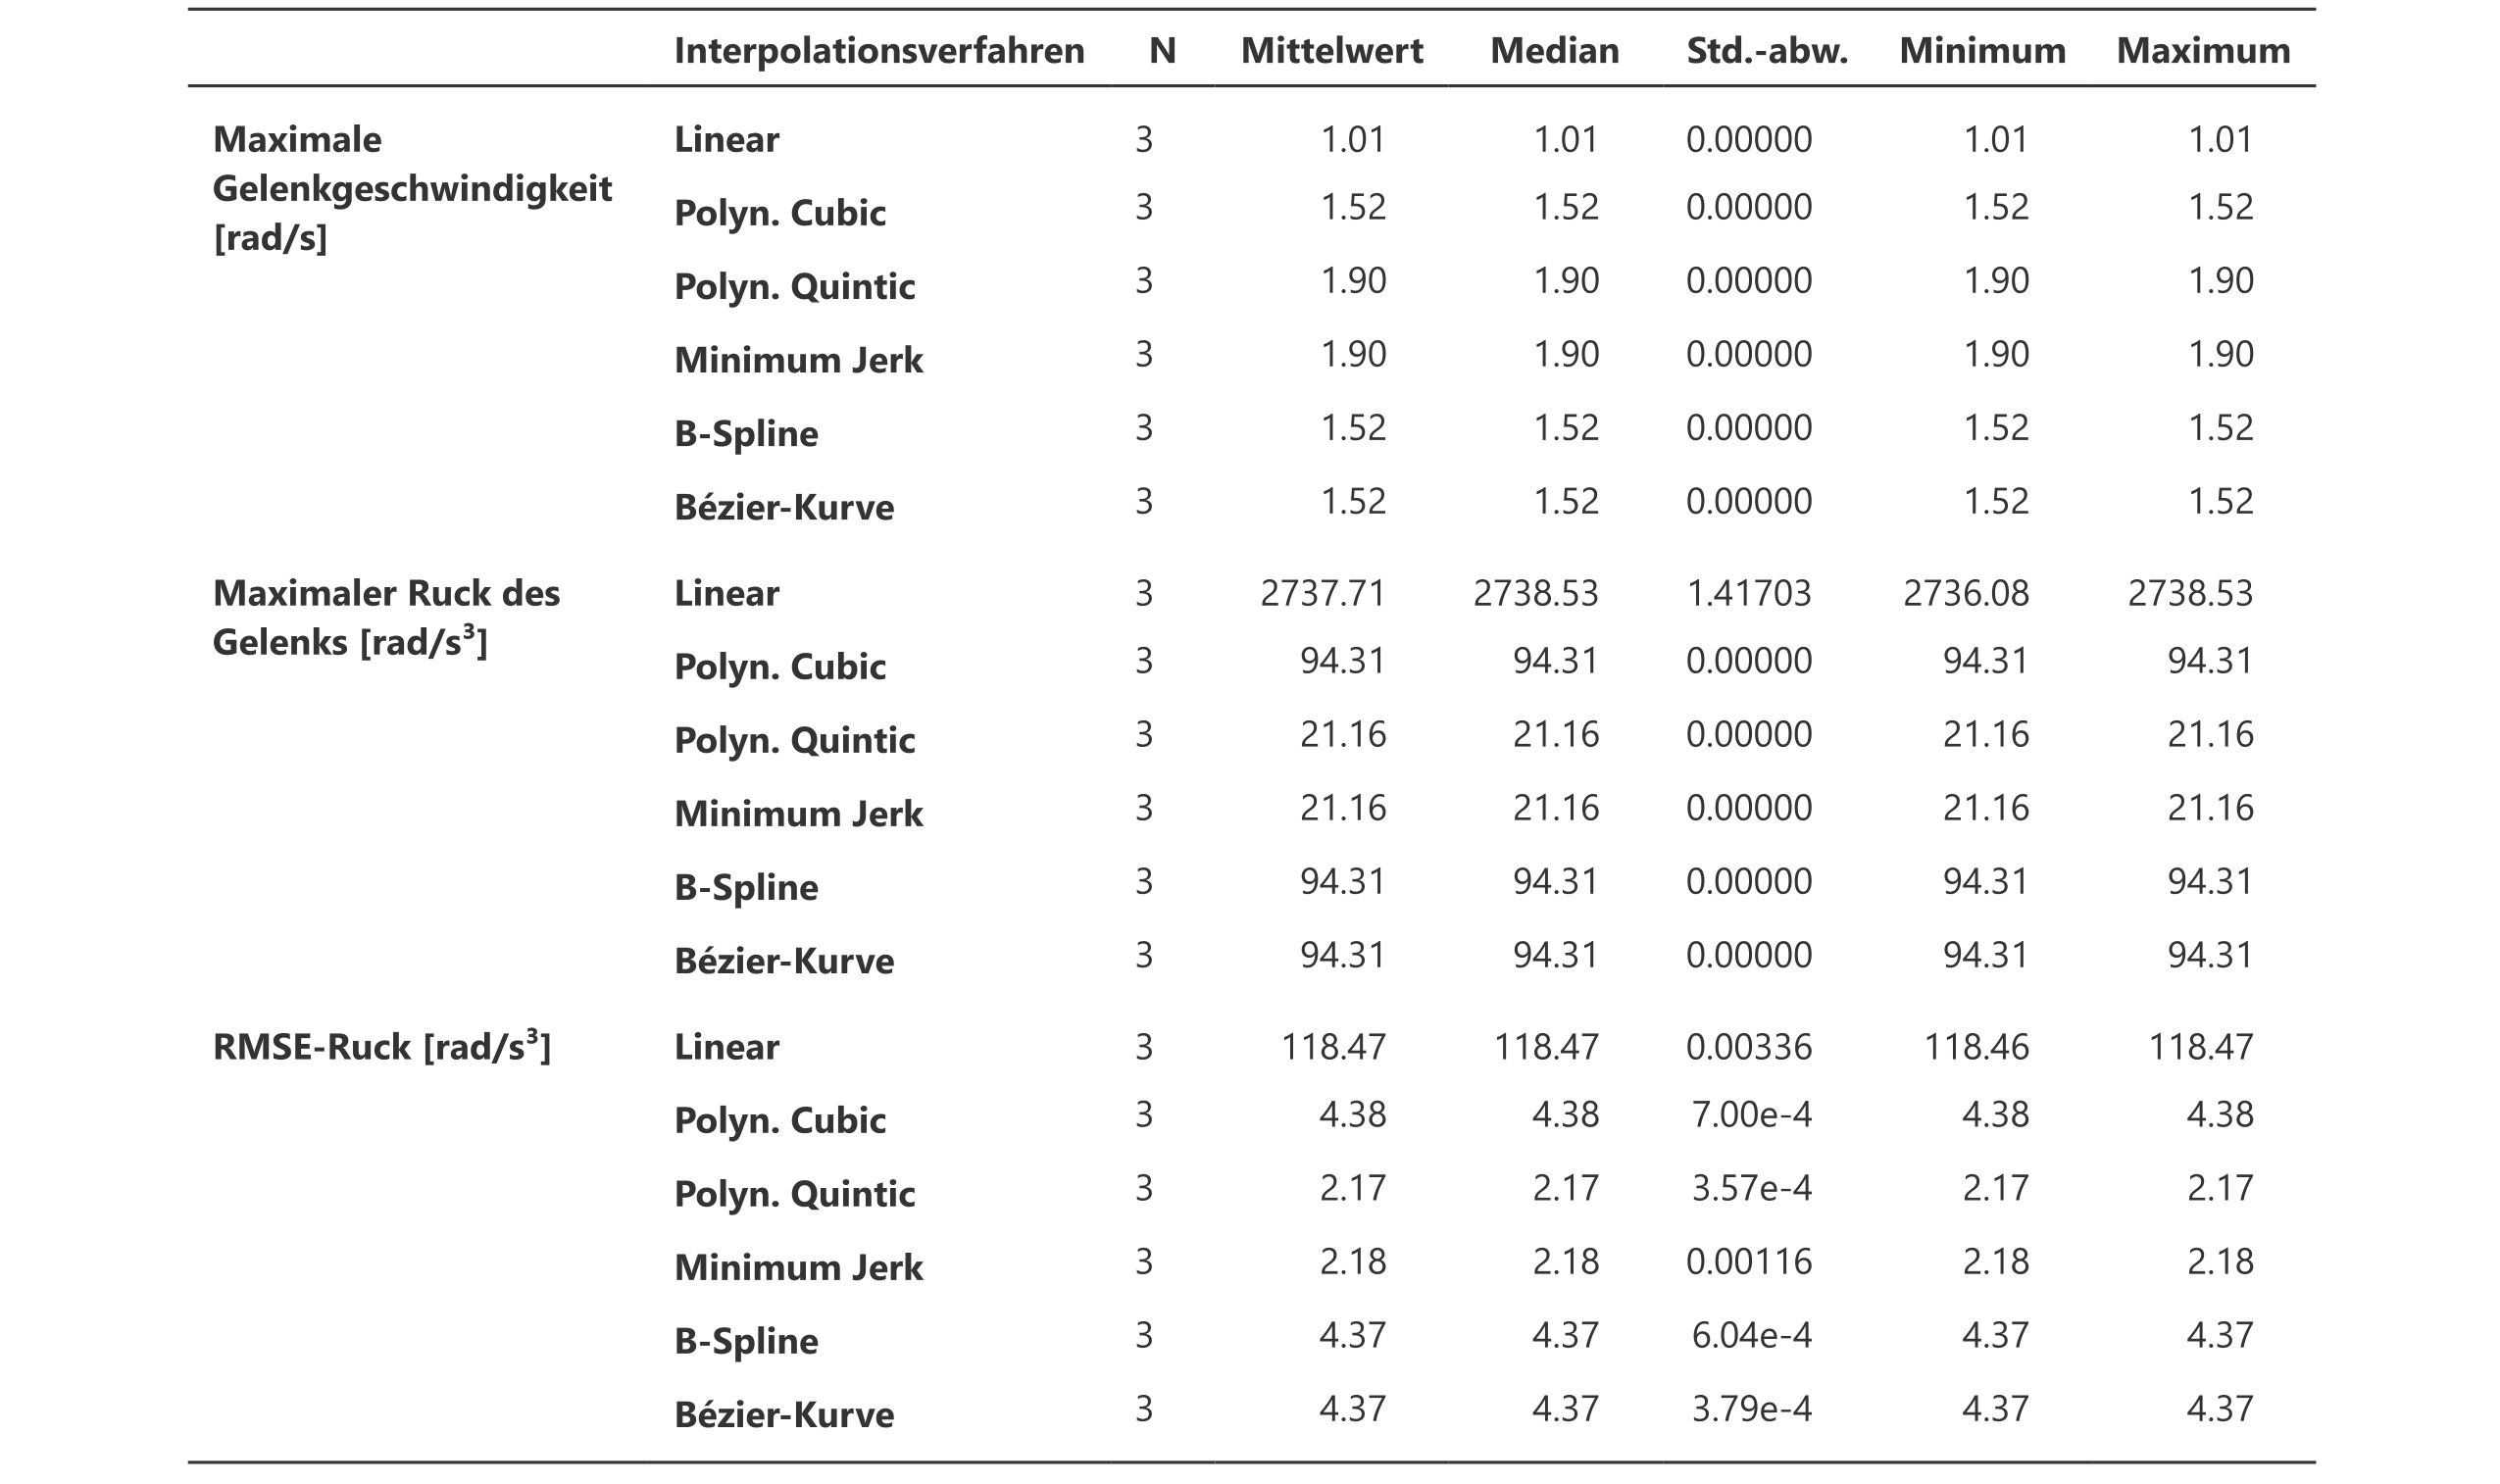 Interpolationsverfahren N Mittelwert Median Std.-abw. Minimum Maximum
Maximale Linear 3 1.01 1.01 0.00000 1.01 1.01
Gelenkgeschwindigkeit
Polyn. Cubic 3 1.52 1.52 0.00000 1.52 1.52
[rad/s]
Polyn. Quintic 3 1.90 1.90 0.00000 1.90 1.90
Minimum Jerk 3 1.90 1.90 0.00000 1.90 1.90
B-Spline 3 1.52 1.52 0.00000 1.52 1.52
Bézier-Kurve 3 1.52 1.52 0.00000 1.52 1.52
Maximaler Ruck des Linear 3 2737.71 2738.53 1.41703 2736.08 2738.53
Gelenks [rad/s³]
Polyn. Cubic 3 94.31 94.31 0.00000 94.31 94.31
Polyn. Quintic 3 21.16 21.16 0.00000 21.16 21.16
Minimum Jerk 3 21.16 21.16 0.00000 21.16 21.16
B-Spline 3 94.31 94.31 0.00000 94.31 94.31
Bézier-Kurve 3 94.31 94.31 0.00000 94.31 94.31
RMSE-Ruck [rad/s³] Linear 3 118.47 118.47 0.00336 118.46 118.47
Polyn. Cubic 3 4.38 4.38 7.00e-4 4.38 4.38
Polyn. Quintic 3 2.17 2.17 3.57e-4 2.17 2.17
Minimum Jerk 3 2.18 2.18 0.00116 2.18 2.18
B-Spline 3 4.37 4.37 6.04e-4 4.37 4.37
Bézier-Kurve 3 4.37 4.37 3.79e-4 4.37 4.37